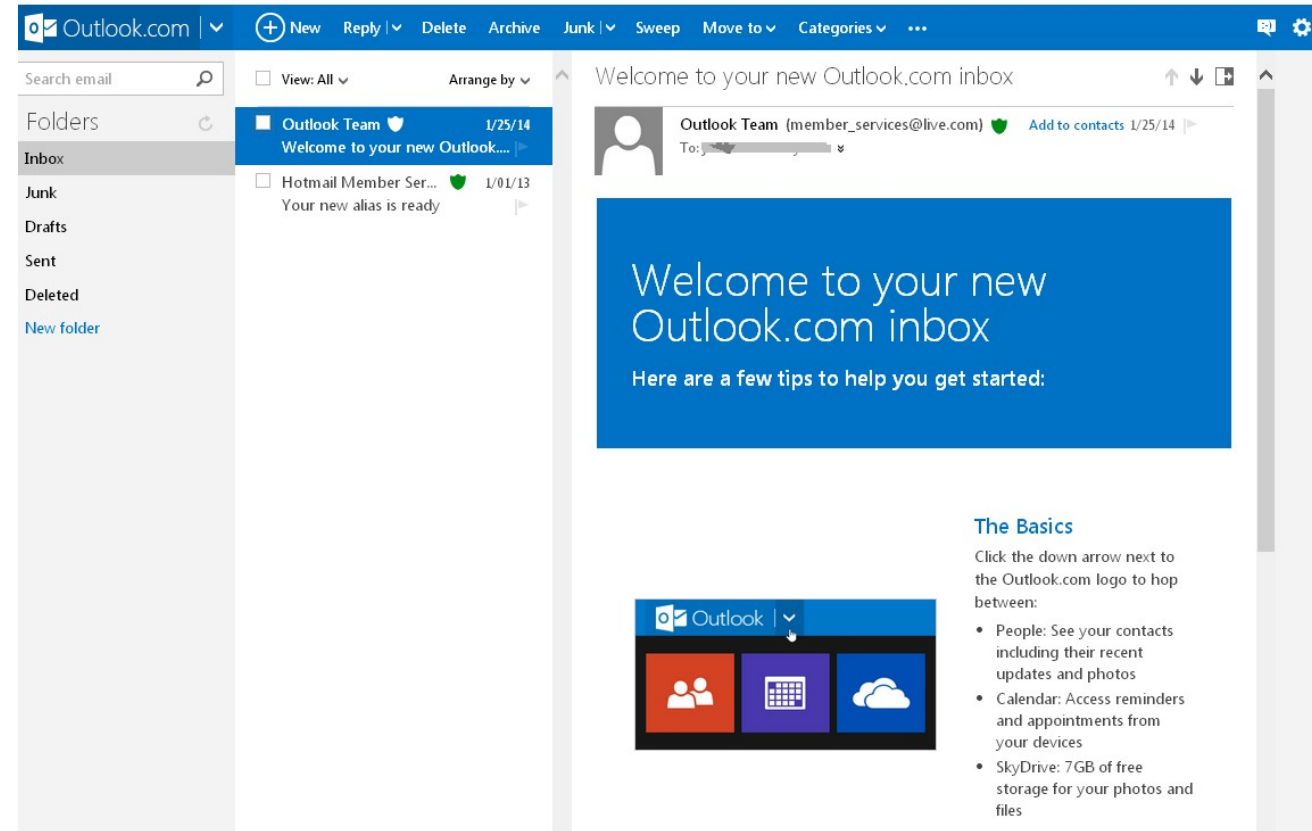 Outlook.com
New Reply Delete Archive Junk Sweep Move to Categories •••
Search email
Folders
Inbox
Junk
Drafts
Sent
Deleted
New folder
View: All Arrange by
Outlook Team 1/25/14
Welcome to your new Outlook....
Hotmail Member Ser... 1/01/13
Your new alias is ready
Welcome to your new Outlook.com inbox
Outlook Team (member_services@live.com) Add to contacts 1/25/14
To:
Welcome to your new
Outlook.com inbox
Here are a few tips to help you get started:
Outlook
The Basics
Click the down arrow next to
the Outlook.com logo to hop
between:
• People: See your contacts
including their recent
updates and photos
• Calendar: Access reminders
and appointments from
your devices
• SkyDrive: 7GB of free
storage for your photos and
files